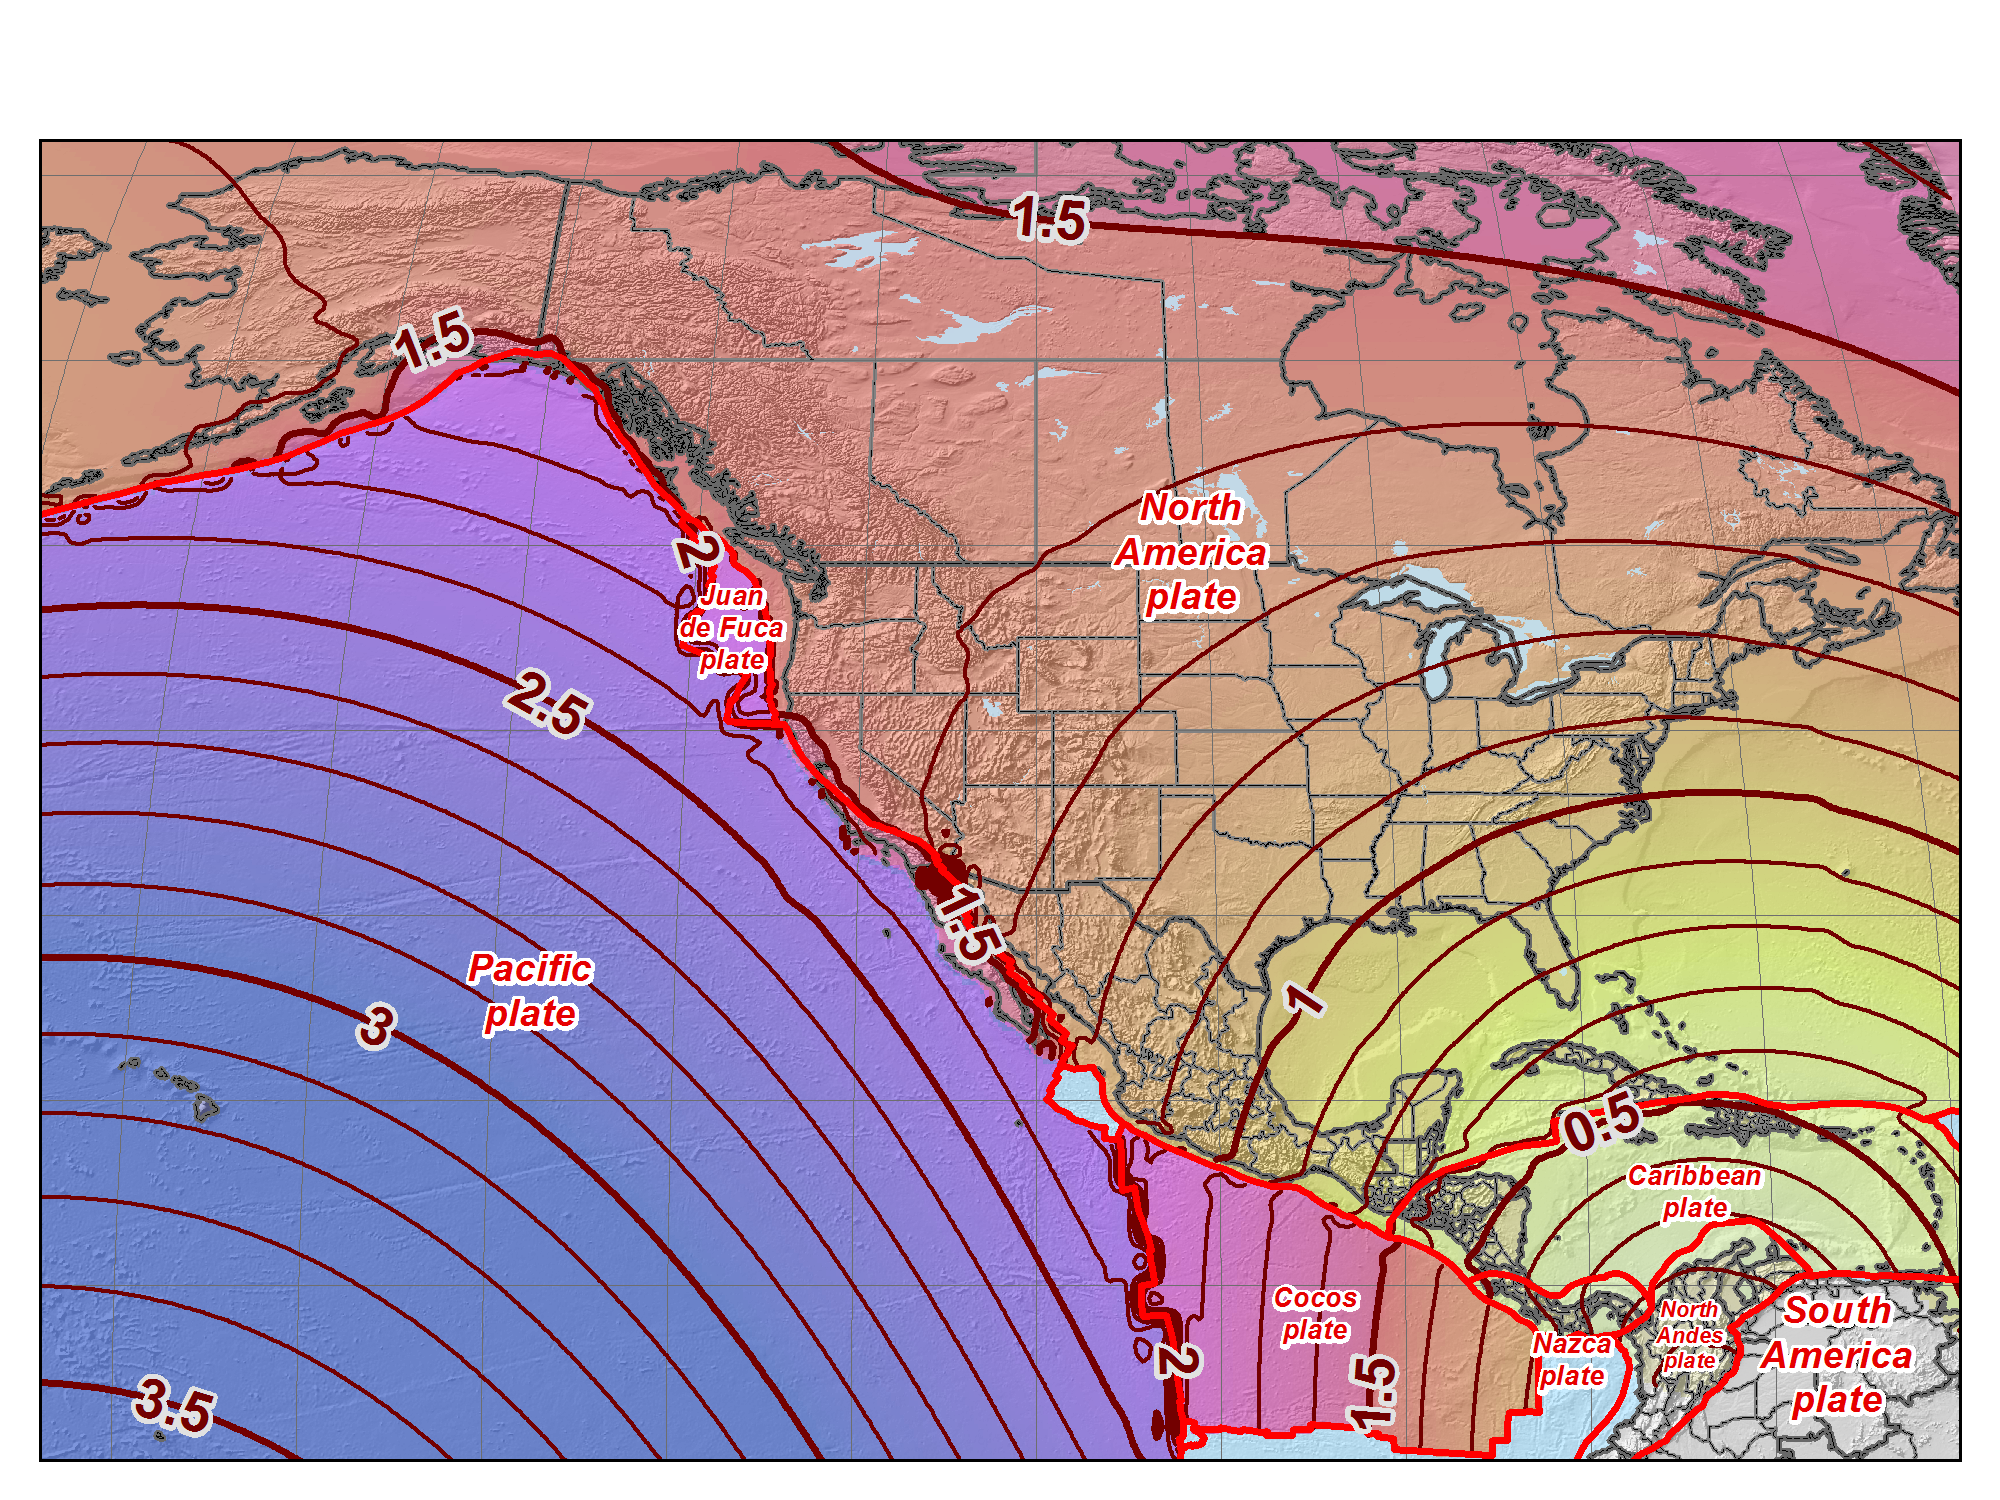 1.5
1.5
North
America
plate
2
Juan
de Fuca
plate
2.5
1.5
Pacific
plate
1
3
0.5
Caribbean
plate
Cocos
plate
North
Andes
plate
South
America
plate
Nazca
plate
2
1.5
3.5